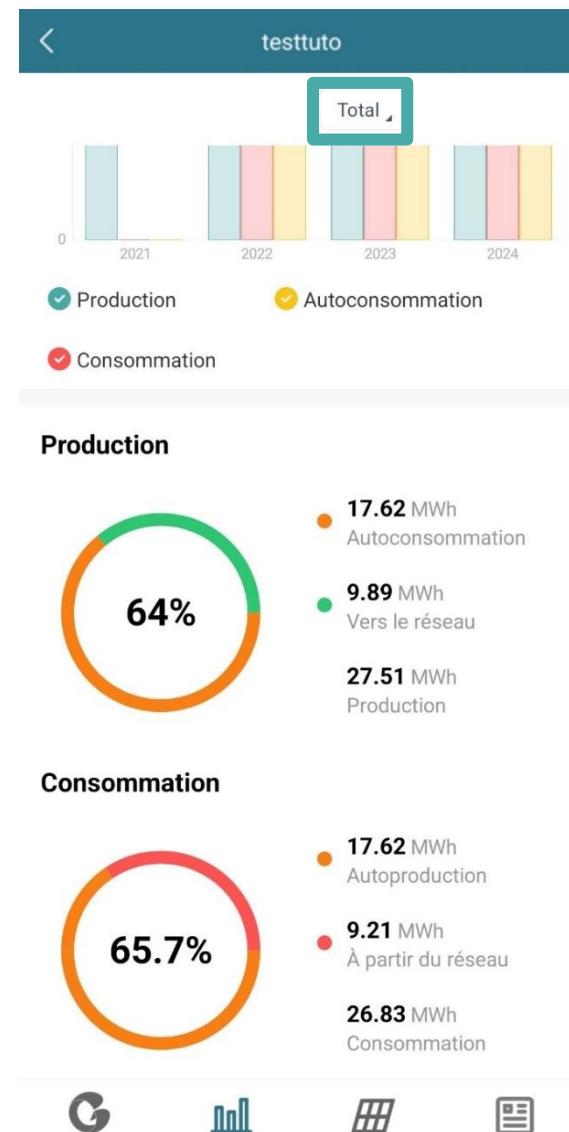 testtuto
Total
0
2021 2022 2023 2024
Production Autoconsommation
Consommation
Production
64%
17.62 MWh
Autoconsommation
9.89 MWh
Vers le réseau
27.51 MWh
Production
Consommation
65.7%
17.62 MWh
Autoproduction
9.21 MWh
À partir du réseau
26.83 MWh
Consommation